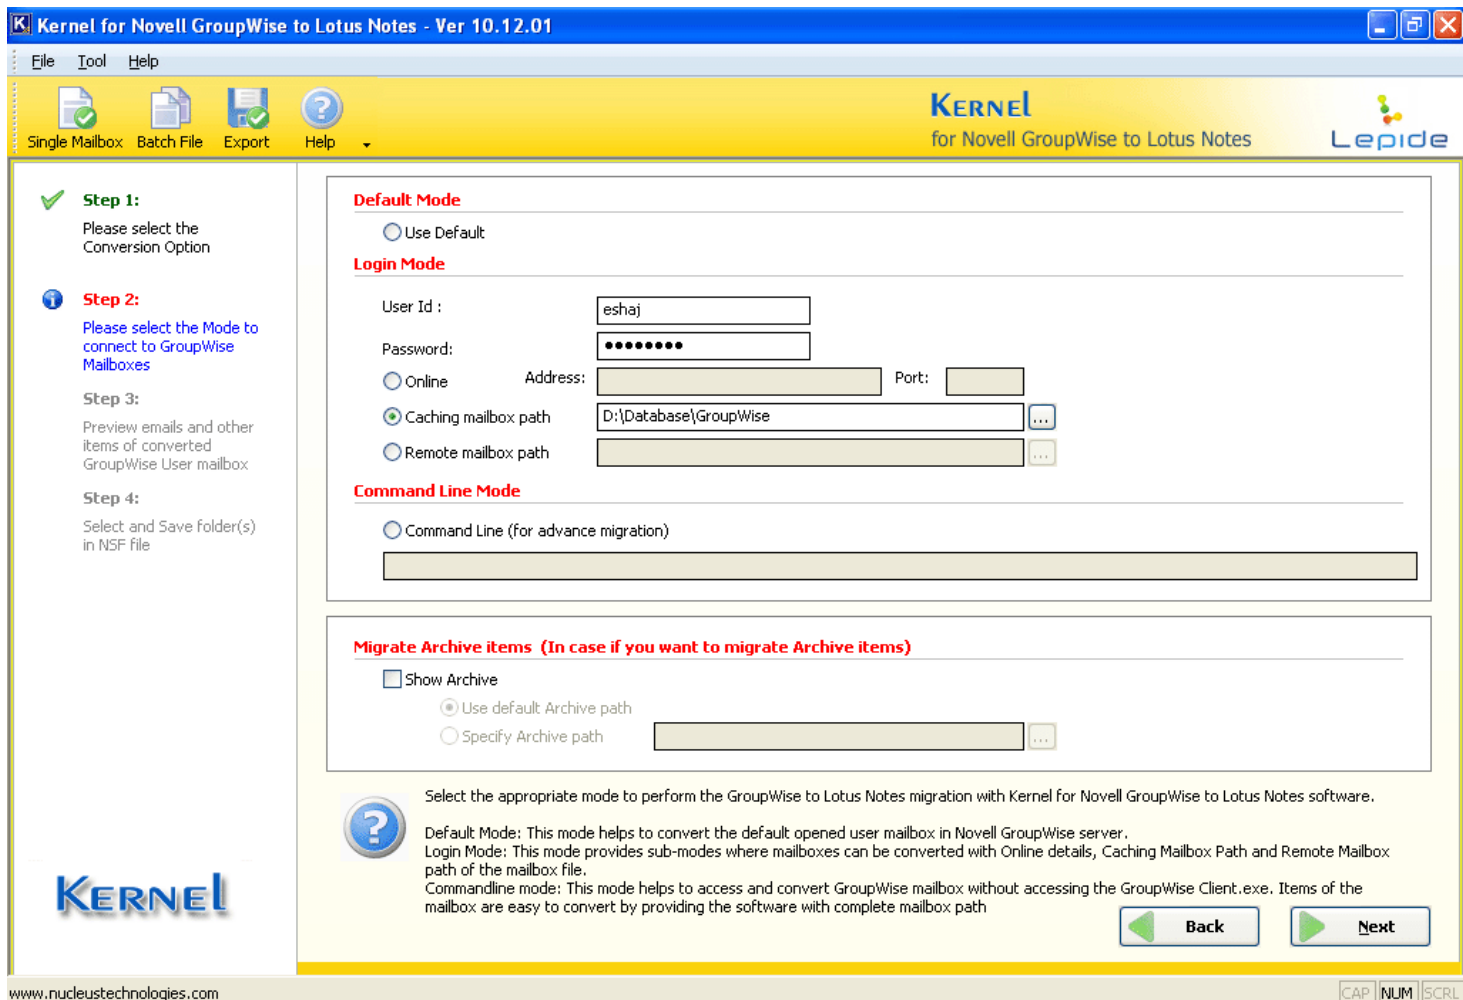 Kernel for Novell GroupWise to Lotus Notes - Ver 10.12.01
File Tool Help
Single Mailbox Batch File Export Help
KERNEL
for Novell GroupWise to Lotus Notes
Lepide
Step 1:
Please select the
Conversion Option
Step 2:
Please select the Mode to
connect to GroupWise
Mailboxes
Step 3:
Preview emails and other
items of converted
GroupWise User mailbox
Step 4:
Select and Save folder(s)
in NSF file
KERNEL
Default Mode
Use Default
Login Mode
User Id : eshaj
Password: ●●●●●●●●
Online Address: Port:
Caching mailbox path D:\Database\GroupWise ...
Remote mailbox path ...
Command Line Mode
Command Line (for advance migration)
Migrate Archive items (In case if you want to migrate Archive items)
Show Archive
Use default Archive path
Specify Archive path ...
Select the appropriate mode to perform the GroupWise to Lotus Notes migration with Kernel for Novell GroupWise to Lotus Notes software.
Default Mode: This mode helps to convert the default opened user mailbox in Novell GroupWise server.
Login Mode: This mode provides sub-modes where mailboxes can be converted with Online details, Caching Mailbox Path and Remote Mailbox
path of the mailbox file.
Commandline mode: This mode helps to access and convert GroupWise mailbox without accessing the GroupWise Client.exe. Items of the
mailbox are easy to convert by providing the software with complete mailbox path
Back Next
www.nucleustechnologies.com CAP NUM SCRL